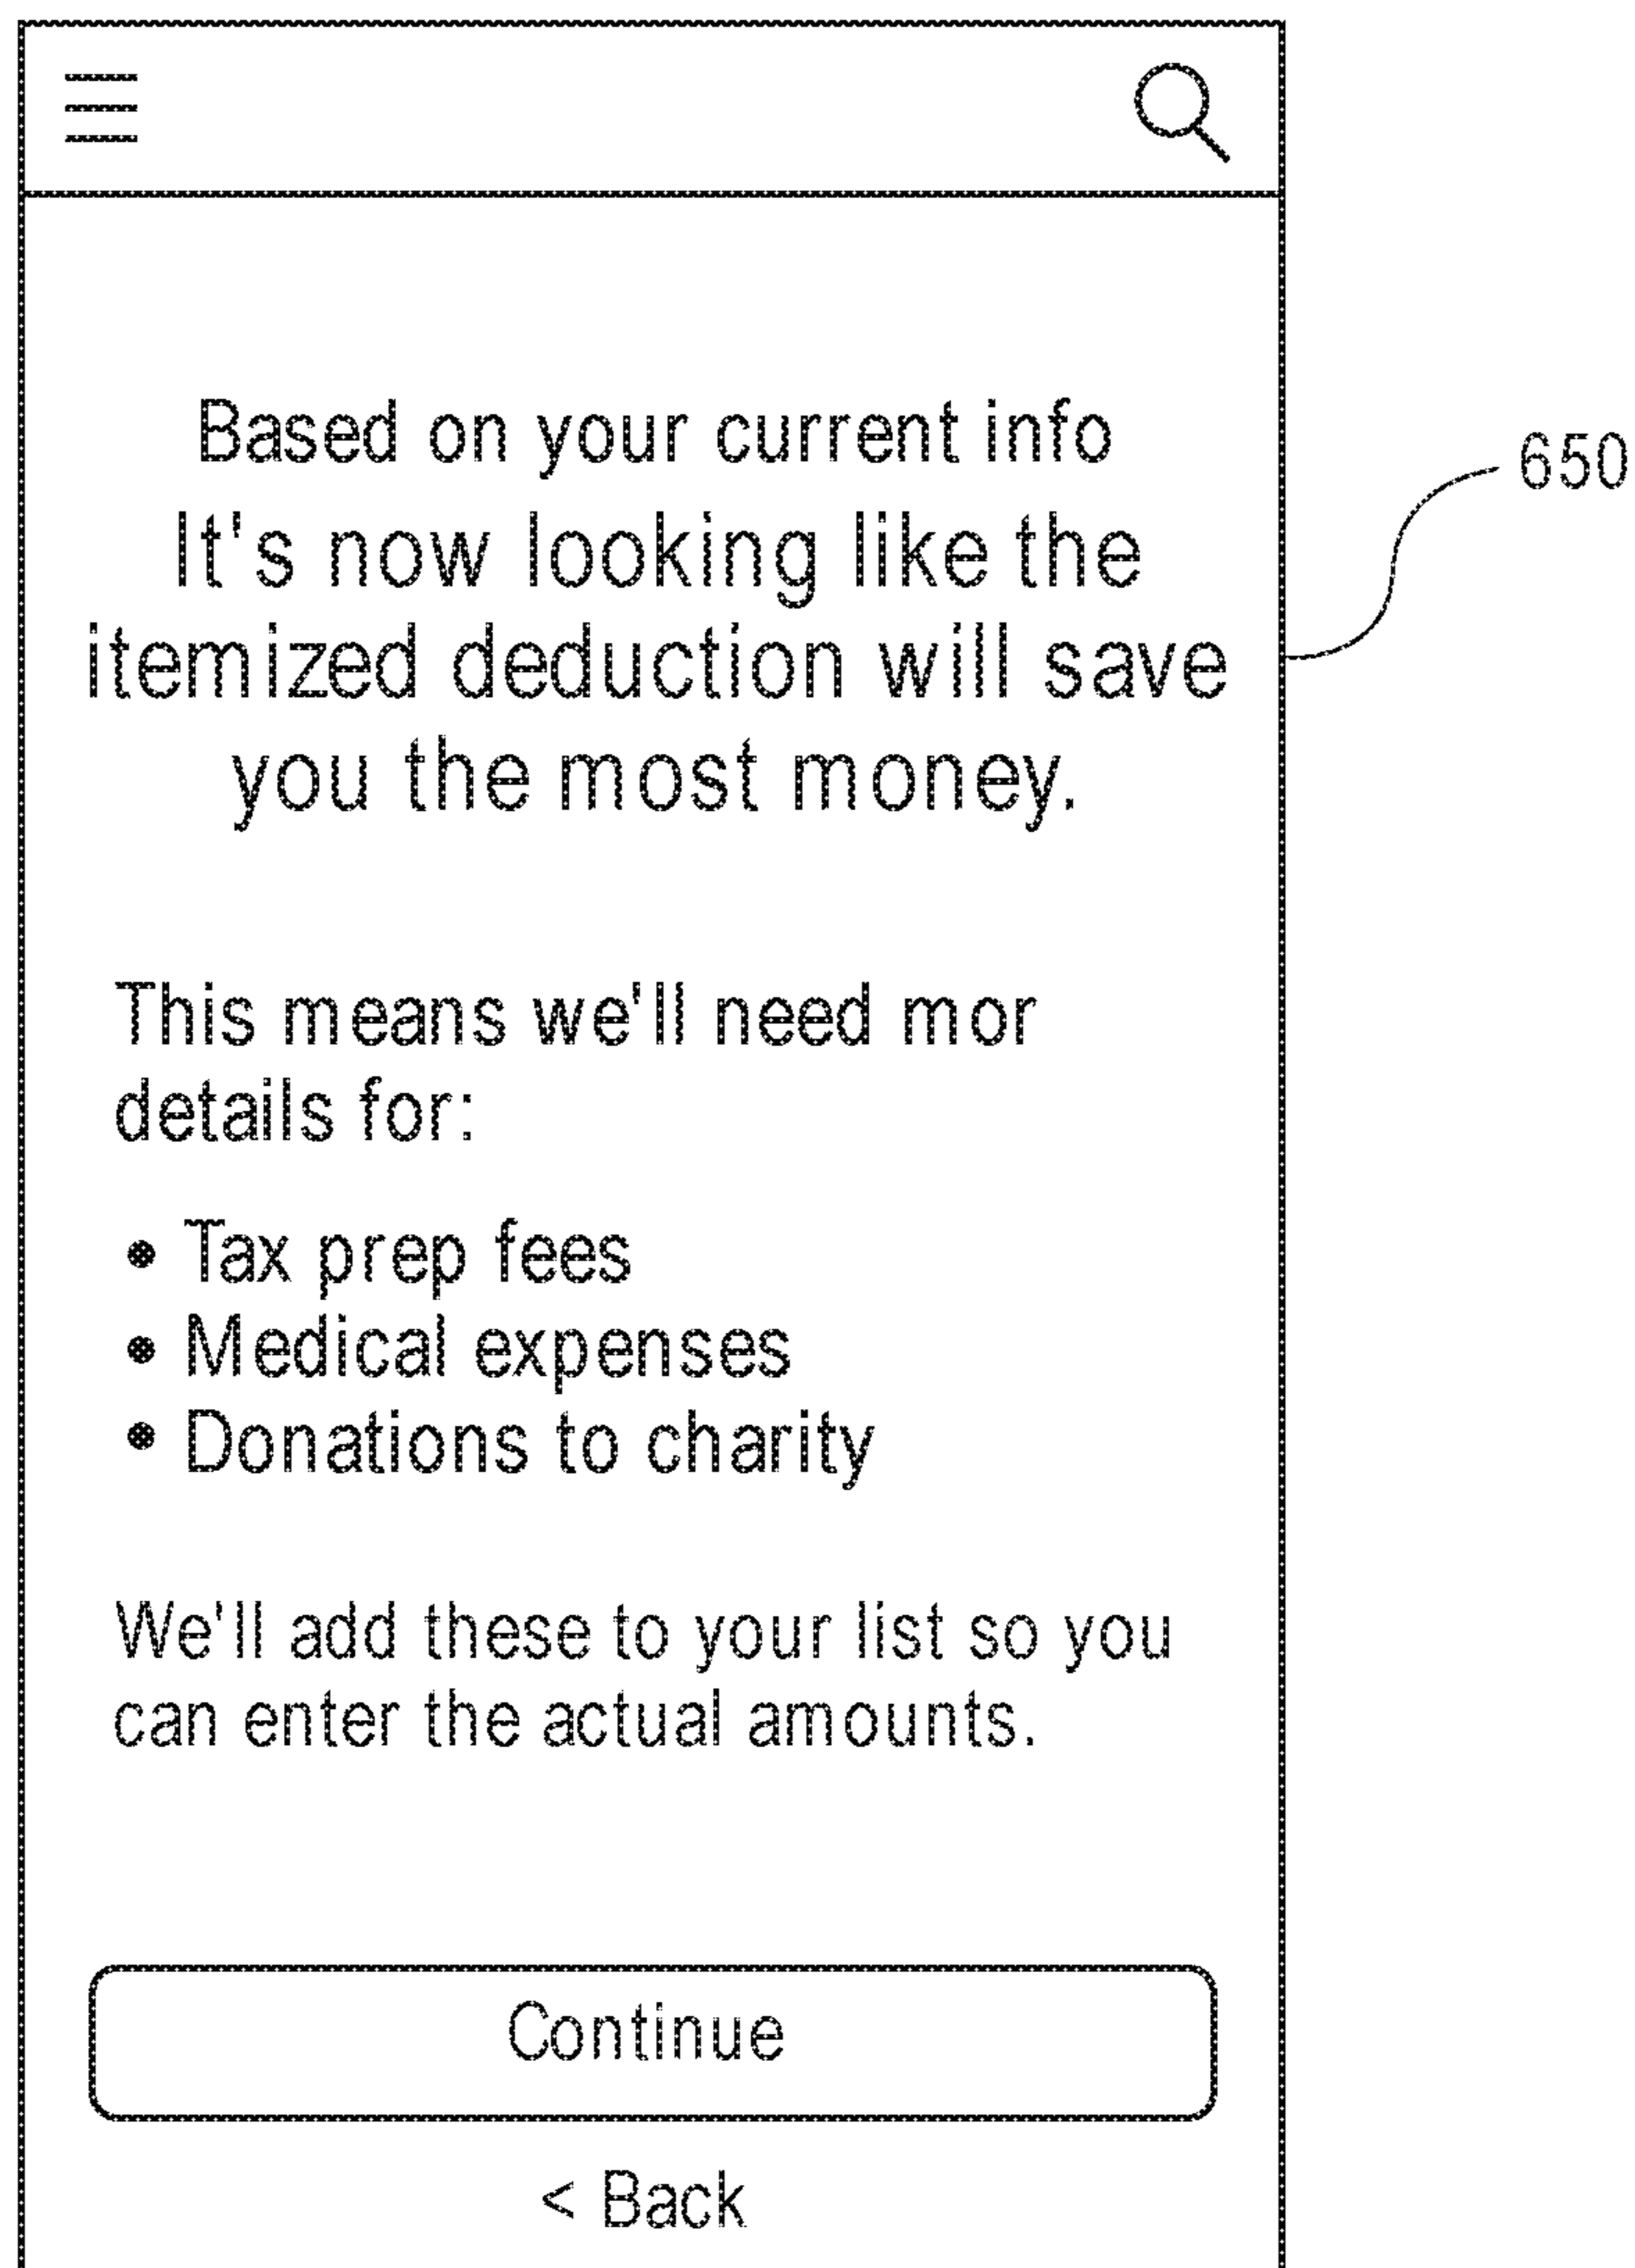 Based on your current info
It's now looking like the
itemized deduction will save
you the most money.
650
This means we'll need mor
details for:
• Tax prep fees
• Medical expenses
• Donations to charity
We'll add these to your list so you
can enter the actual amounts.
Continue
< Back